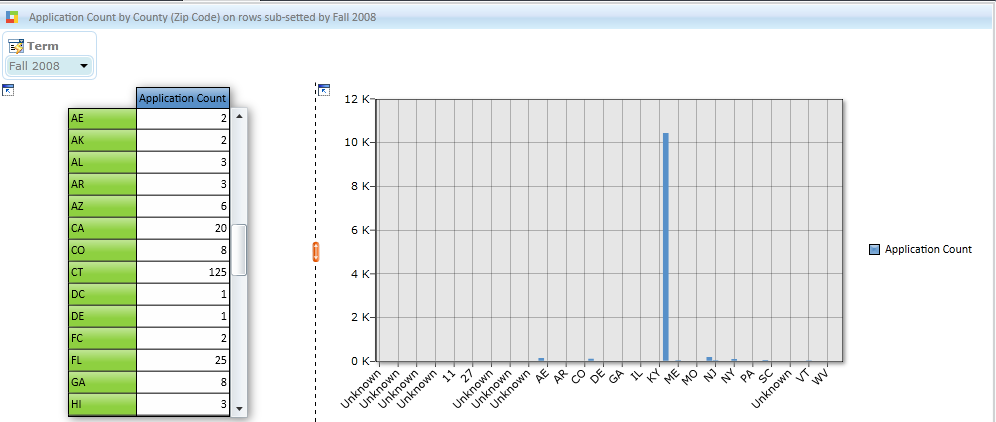 Application Count by County (Zip Code) on rows sub-setted by Fall 2008
Term
Fall 2008
Application Count
AE 2
AK 2
AL 3
AR 3
AZ 6
CA 20
CO 8
CT 125
DC 1
DE 1
FC 2
FL 25
GA 8
HI 3
12 K
10 K
8 K
6 K
4 K
2 K
0 K
Unknown Unknown Unknown Unknown 11 27 Unknown Unknown Unknown AE AR CO DE GA IL KY ME MO NJ NY PA SC Unknown VT WV
Application Count